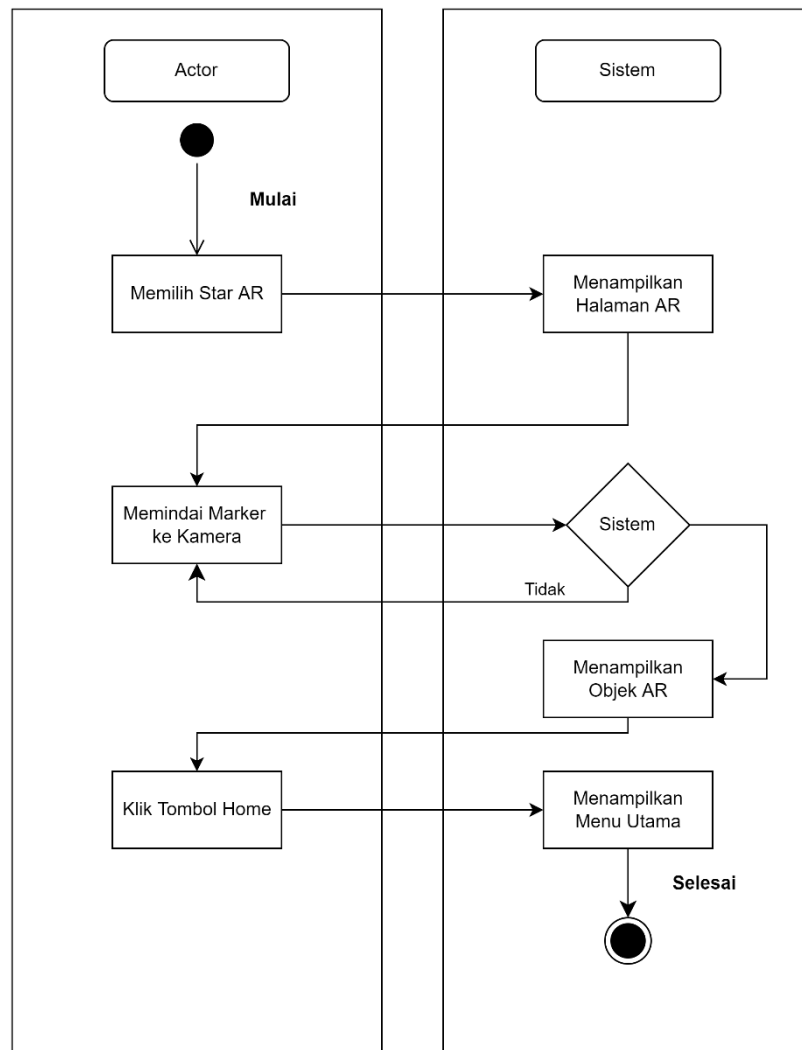 Actor
Sistem
Mulai
Memilih Star AR
Menampilkan
Halaman AR
Memindai Marker
ke Kamera
Sistem
Tidak
Menampilkan
Objek AR
Klik Tombol Home
Menampilkan
Menu Utama
Selesai